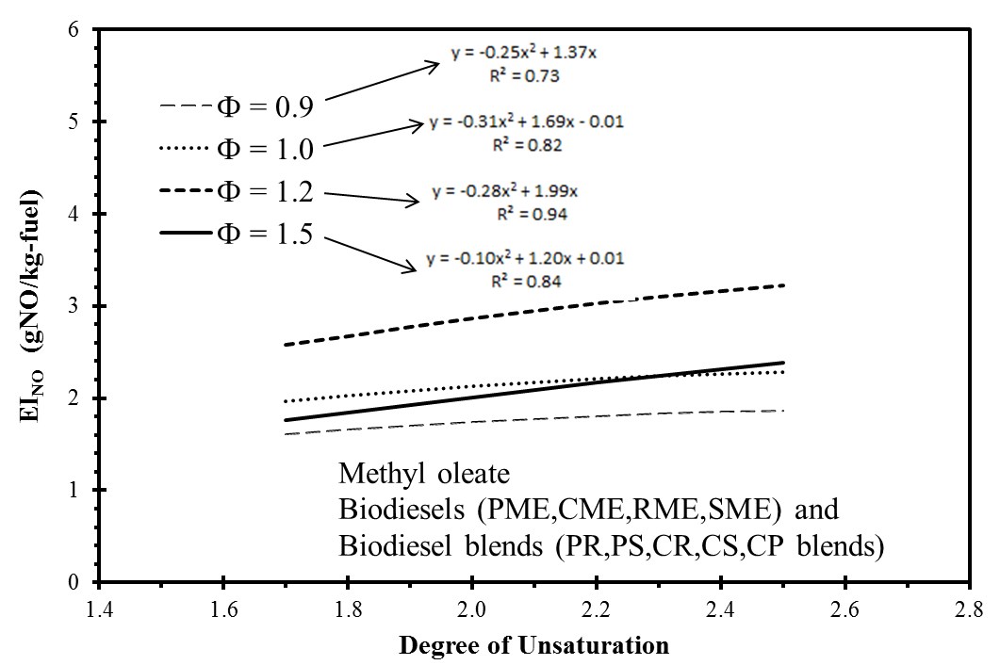 6
5
4
3
2
1
0
EI_NO (gNO/kg-fuel)
Φ = 0.9
Φ = 1.0
Φ = 1.2
Φ = 1.5
y = -0.25x² + 1.37x
R² = 0.73
y = -0.31x² + 1.69x - 0.01
R² = 0.82
y = -0.28x² + 1.99x
R² = 0.94
y = -0.10x² + 1.20x + 0.01
R² = 0.84
Methyl oleate
Biodiesels (PME,CME,RME,SME) and
Biodiesel blends (PR,PS,CR,CS,CP blends)
1.4 1.6 1.8 2.0 2.2 2.4 2.6 2.8
Degree of Unsaturation